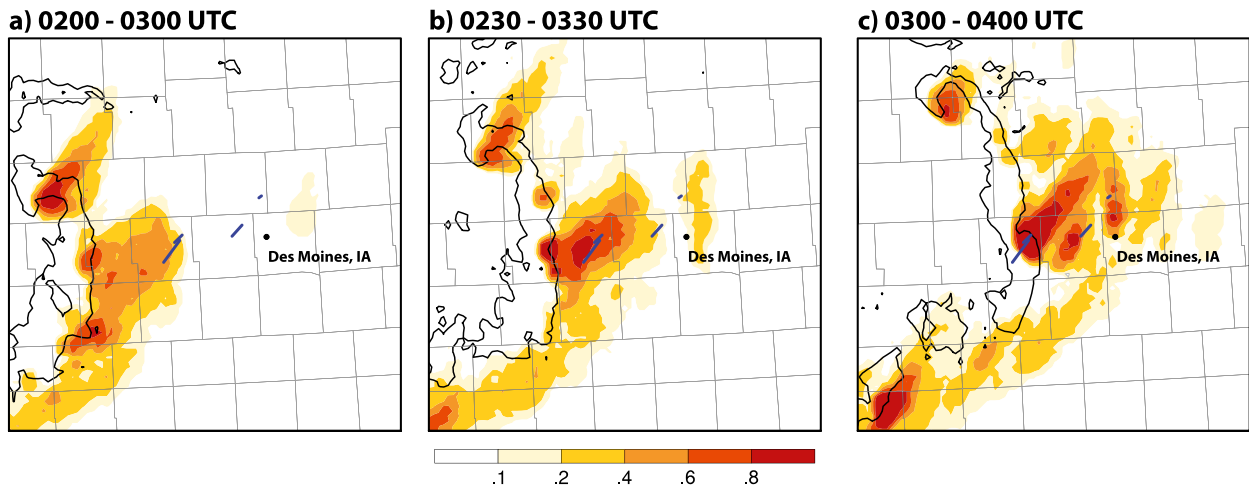 a) 0200 - 0300 UTC
b) 0230 - 0330 UTC
c) 0300 - 0400 UTC
Des Moines, IA
Des Moines, IA
Des Moines, IA
.1 .2 .4 .6 .8